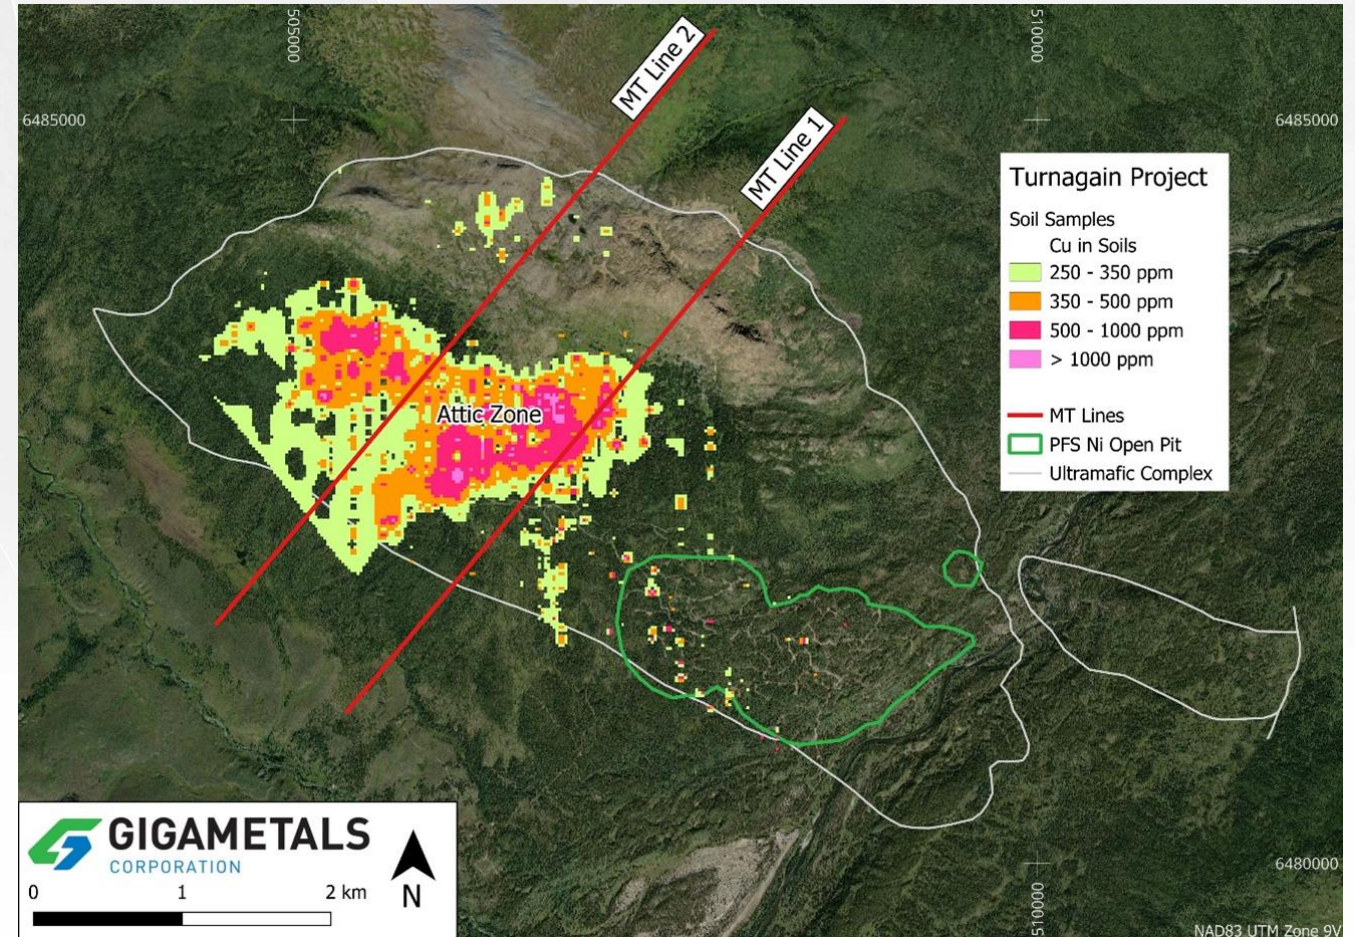 505000
510000
6485000
6485000
MT Line 2
MT Line 1
Turnagain Project
Soil Samples
Cu in Soils
250 - 350 ppm
350 - 500 ppm
500 - 1000 ppm
> 1000 ppm
MT Lines
PFS Ni Open Pit
Ultramafic Complex
Attic Zone
GIGAMETALS
CORPORATION
0 1 2 km
N
6480000
510000
NAD83 UTM Zone 9V